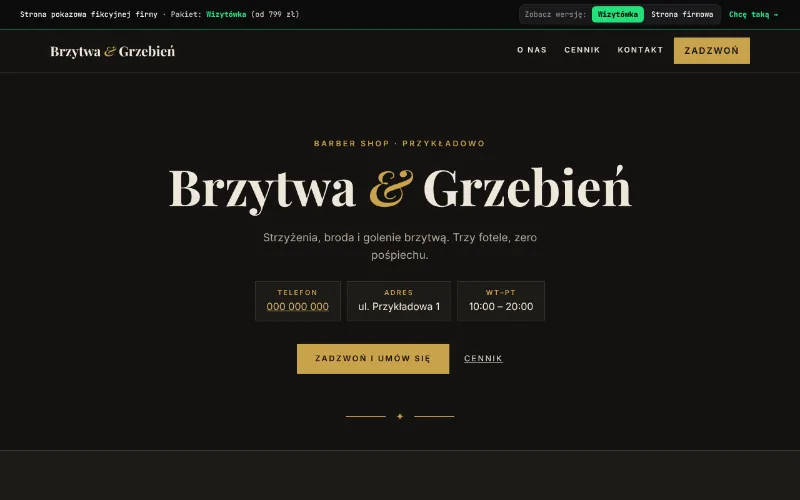 Strona pokazowa fikcyjnej firmy · Pakiet: Wizytówka (od 799 zł)
Zobacz wersję: Wizytówka Strona firmowa Chcę taką →
Brzytwa & Grzebień
O NAS CENNIK KONTAKT ZADZWOŃ
BARBER SHOP · PRZYKŁADOWO
Brzytwa & Grzebień
Strzyżenia, broda i golenie brzytwą. Trzy fotele, zero
pośpiechu.
TELEFON ADRES WT–PT
000 000 000 ul. Przykładowa 1 10:00 – 20:00
ZADZWOŃ I UMÓW SIĘ CENNIK